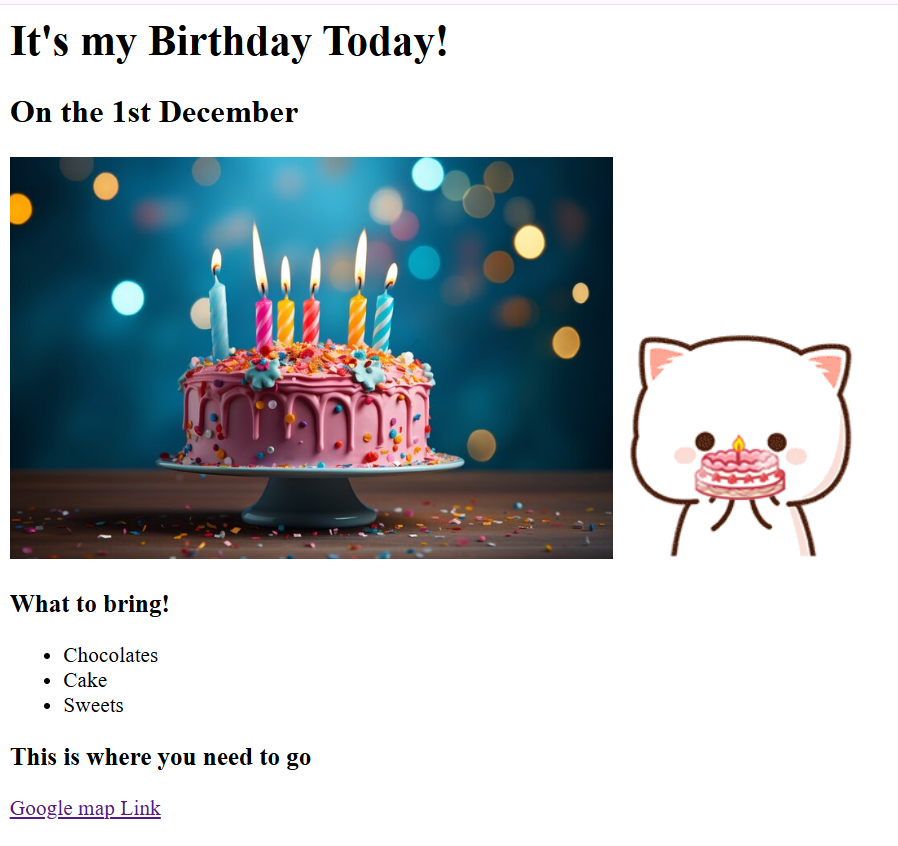 It's my Birthday Today!
On the 1st December
What to bring!
Chocolates
Cake
Sweets
This is where you need to go
Google map Link